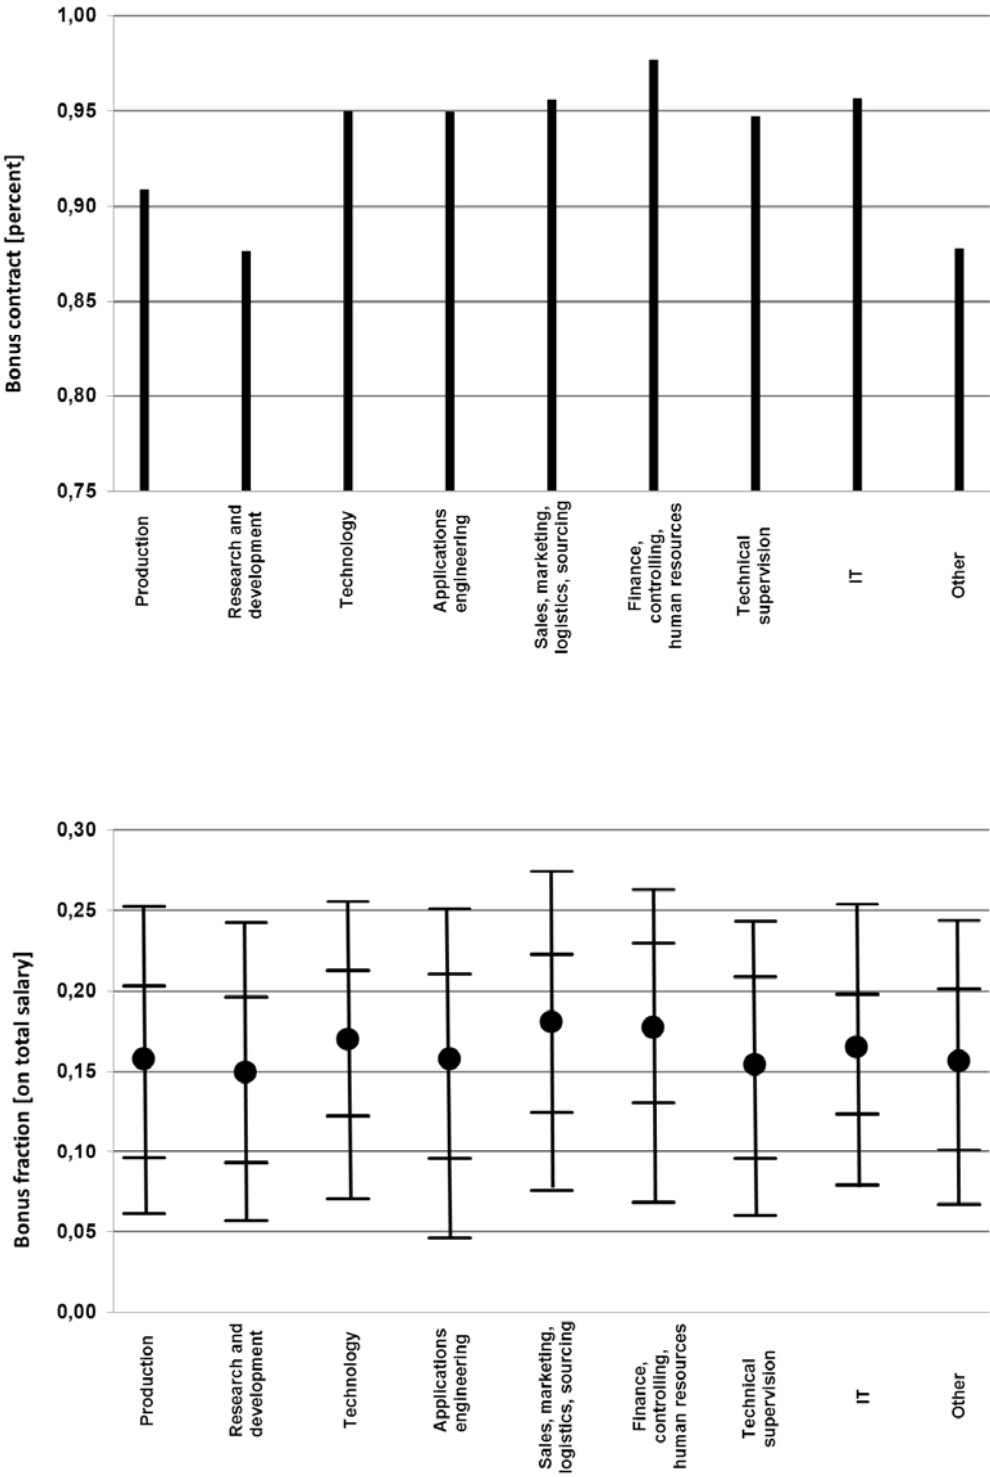 1,00
0,95
0,90
0,85
0,80
0,75
Bonus contract [percent]
Production
Research and
development
Technology
Applications
engineering
Sales, marketing,
logistics, sourcing
Finance,
controlling,
human resources
Technical
supervision
IT
Other
0,30
0,25
0,20
0,15
0,10
0,05
0,00
Bonus fraction [on total salary]
Production
Research and
development
Technology
Applications
engineering
Sales, marketing,
logistics, sourcing
Finance,
controlling,
human resources
Technical
supervision
IT
Other